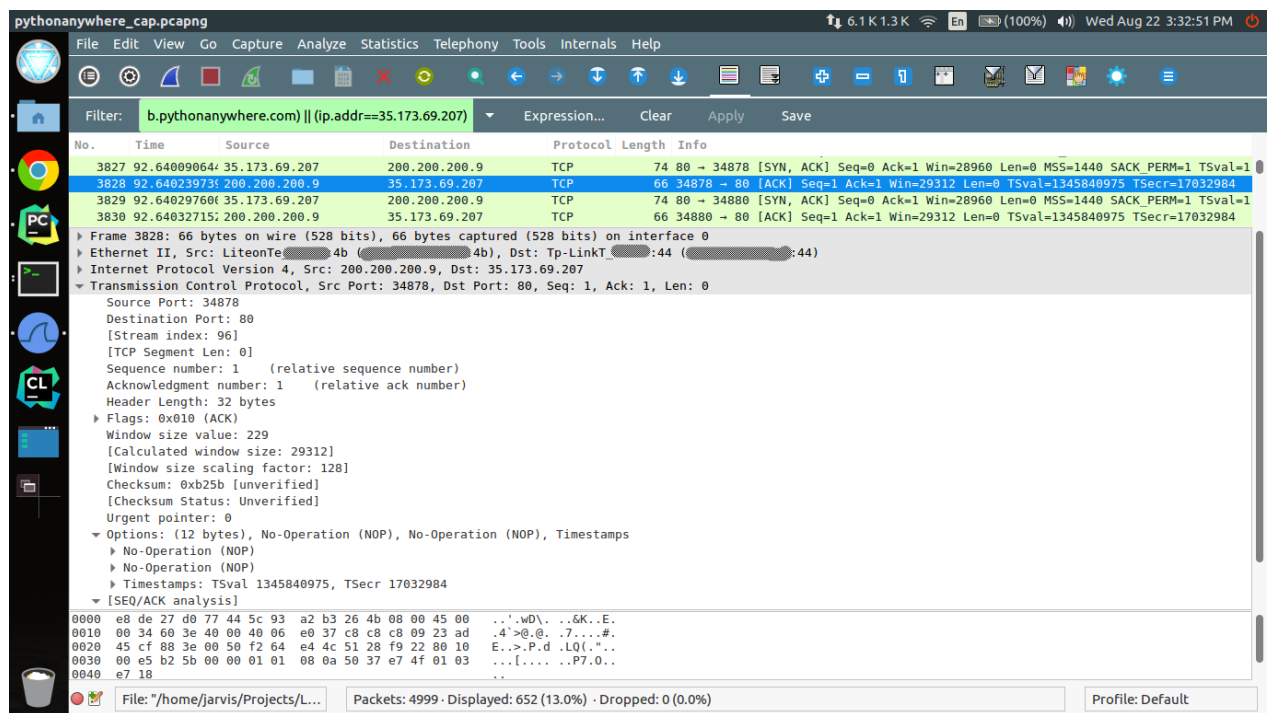 pythonanywhere_cap.pcapng 6.1 K 1.3 K En (100%) Wed Aug 22 3:32:51 PM
File Edit View Go Capture Analyze Statistics Telephony Tools Internals Help
Filter: b.pythonanywhere.com) || (ip.addr==35.173.69.207) Expression... Clear Apply Save
No. Time Source Destination Protocol Length Info
3827 92.640090644 35.173.69.207 200.200.200.9 TCP 74 80 → 34878 [SYN, ACK] Seq=0 Ack=1 Win=28960 Len=0 MSS=1440 SACK_PERM=1 TSval=1
3828 92.640239739 200.200.200.9 35.173.69.207 TCP 66 34878 → 80 [ACK] Seq=1 Ack=1 Win=29312 Len=0 TSval=1345840975 TSecr=17032984
3829 92.640297600 35.173.69.207 200.200.200.9 TCP 74 80 → 34880 [SYN, ACK] Seq=0 Ack=1 Win=28960 Len=0 MSS=1440 SACK_PERM=1 TSval=1
3830 92.640327152 200.200.200.9 35.173.69.207 TCP 66 34880 → 80 [ACK] Seq=1 Ack=1 Win=29312 Len=0 TSval=1345840975 TSecr=17032984
Frame 3828: 66 bytes on wire (528 bits), 66 bytes captured (528 bits) on interface 0
Ethernet II, Src: LiteonTe_ :4b ( 4b), Dst: Tp-LinkT_ :44 ( :44)
Internet Protocol Version 4, Src: 200.200.200.9, Dst: 35.173.69.207
Transmission Control Protocol, Src Port: 34878, Dst Port: 80, Seq: 1, Ack: 1, Len: 0
Source Port: 34878
Destination Port: 80
[Stream index: 96]
[TCP Segment Len: 0]
Sequence number: 1 (relative sequence number)
Acknowledgment number: 1 (relative ack number)
Header Length: 32 bytes
Flags: 0x010 (ACK)
Window size value: 229
[Calculated window size: 29312]
[Window size scaling factor: 128]
Checksum: 0xb25b [unverified]
[Checksum Status: Unverified]
Urgent pointer: 0
Options: (12 bytes), No-Operation (NOP), No-Operation (NOP), Timestamps
No-Operation (NOP)
No-Operation (NOP)
Timestamps: TSval 1345840975, TSecr 17032984
[SEQ/ACK analysis]
0000 e8 de 27 d0 77 44 5c 93 a2 b3 26 4b 08 00 45 00 ..'.wD\. ..&K..E.
0010 00 34 60 3e 40 00 40 06 e0 37 c8 c8 c8 09 23 ad .4`>@.@. .7....#.
0020 45 cf 88 3e 00 50 f2 64 e4 4c 51 28 f9 22 80 10 E..>.P.d .LQ(."..
0030 00 e5 b2 5b 00 00 01 01 08 0a 50 37 e7 4f 01 03 ...[.... ..P7.O..
0040 e7 18 ..
PC
CL
File: "/home/jarvis/Projects/L... Packets: 4999 · Displayed: 652 (13.0%) · Dropped: 0 (0.0%) Profile: Default